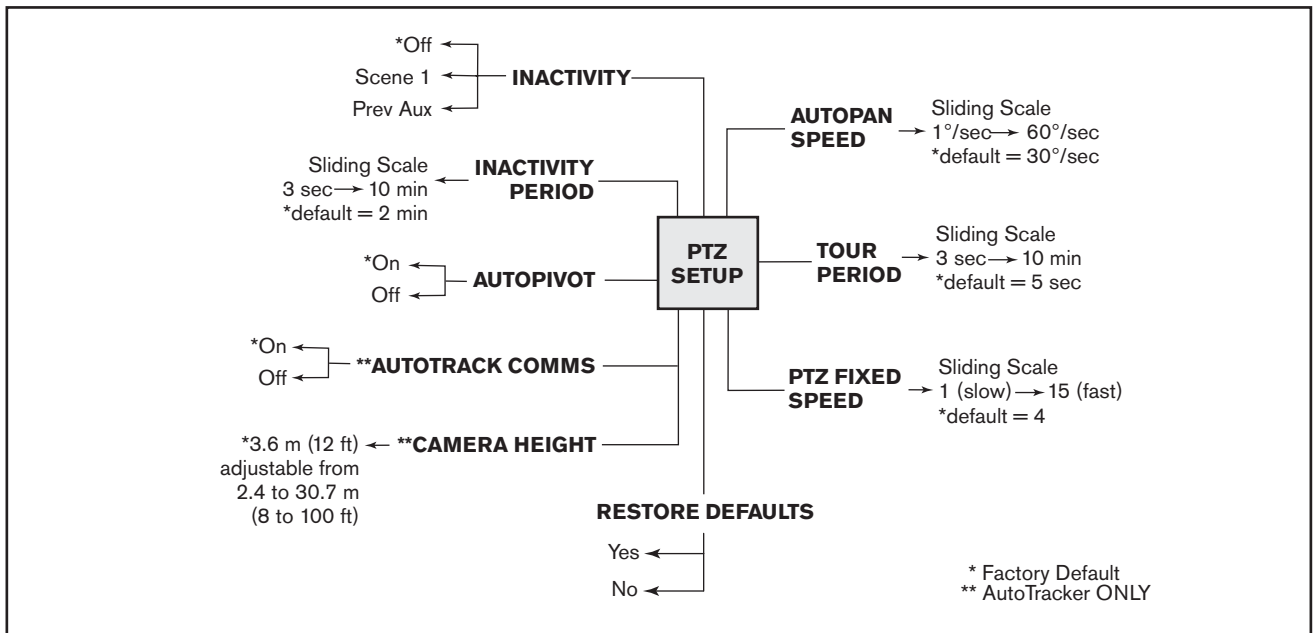 *Off
Scene 1
Prev Aux
INACTIVITY
Sliding Scale
3 sec→ 10 min
*default = 2 min
INACTIVITY
PERIOD
*On
Off
AUTOPIVOT
*On
Off
**AUTOTRACK COMMS
*3.6 m (12 ft)
adjustable from
2.4 to 30.7 m
(8 to 100 ft)
**CAMERA HEIGHT
PTZ
SETUP
AUTOPAN
SPEED
Sliding Scale
1°/sec→ 60°/sec
*default = 30°/sec
TOUR
PERIOD
Sliding Scale
3 sec→ 10 min
*default = 5 sec
PTZ FIXED
SPEED
Sliding Scale
1 (slow)→ 15 (fast)
*default = 4
RESTORE DEFAULTS
Yes
No
* Factory Default
** AutoTracker ONLY